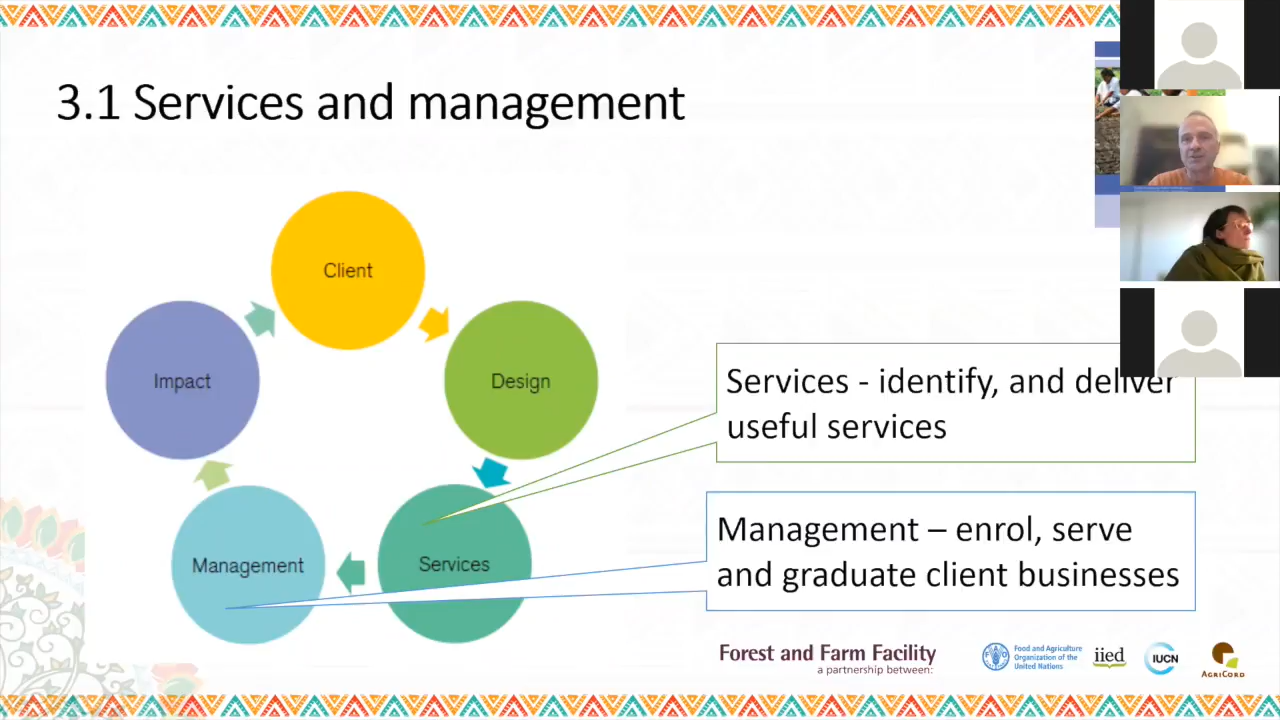 3.1 Services and management
Client
Impact
Design
Management
Services
Services - identify, and deliver
useful services
Management – enrol, serve
and graduate client businesses
Forest and Farm Facility
a partnership between:
Food and Agriculture
Organization of the
United Nations
iied
IUCN
AGRICORD